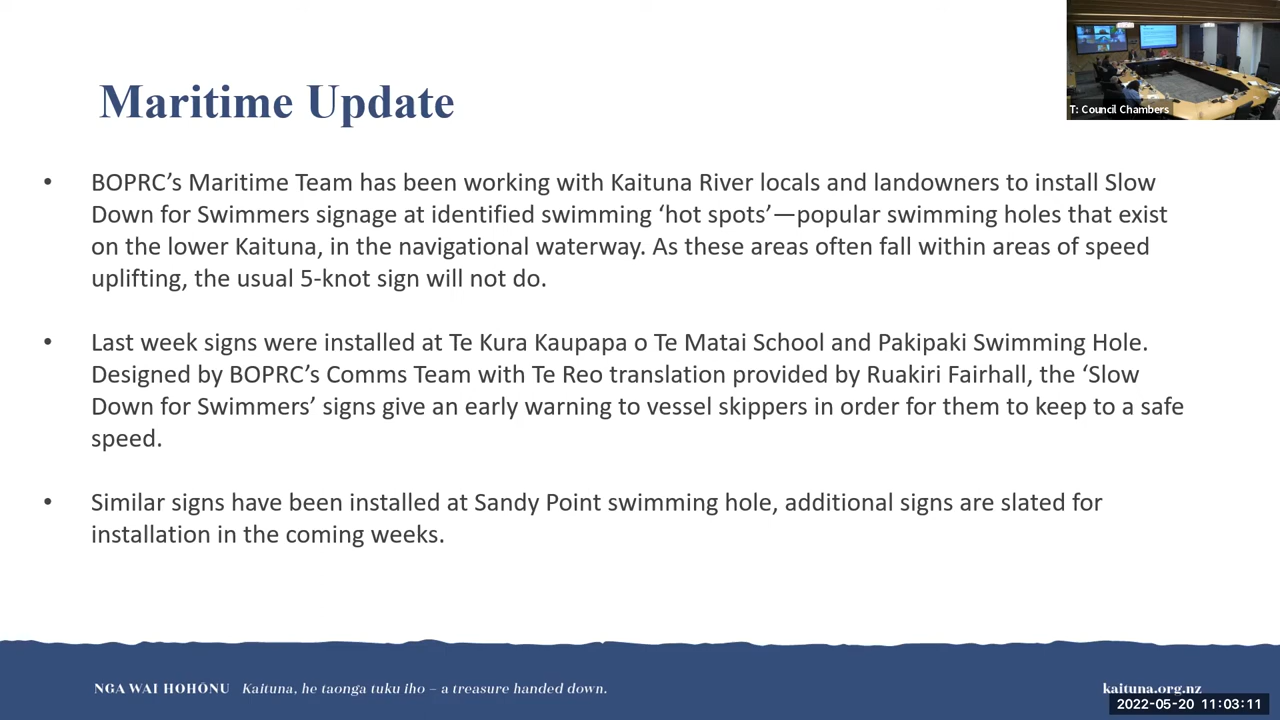 T: Council Chambers
Maritime Update
• BOPRC’s Maritime Team has been working with Kaituna River locals and landowners to install Slow
Down for Swimmers signage at identified swimming ‘hot spots’—popular swimming holes that exist
on the lower Kaituna, in the navigational waterway. As these areas often fall within areas of speed
uplifting, the usual 5-knot sign will not do.
• Last week signs were installed at Te Kura Kaupapa o Te Matai School and Pakipaki Swimming Hole.
Designed by BOPRC’s Comms Team with Te Reo translation provided by Ruakiri Fairhall, the ‘Slow
Down for Swimmers’ signs give an early warning to vessel skippers in order for them to keep to a safe
speed.
• Similar signs have been installed at Sandy Point swimming hole, additional signs are slated for
installation in the coming weeks.
NGA WAI HOHŌNU Kaituna, he taonga tuku iho – a treasure handed down.
kaituna.org.nz
2022-05-20 11:03:11